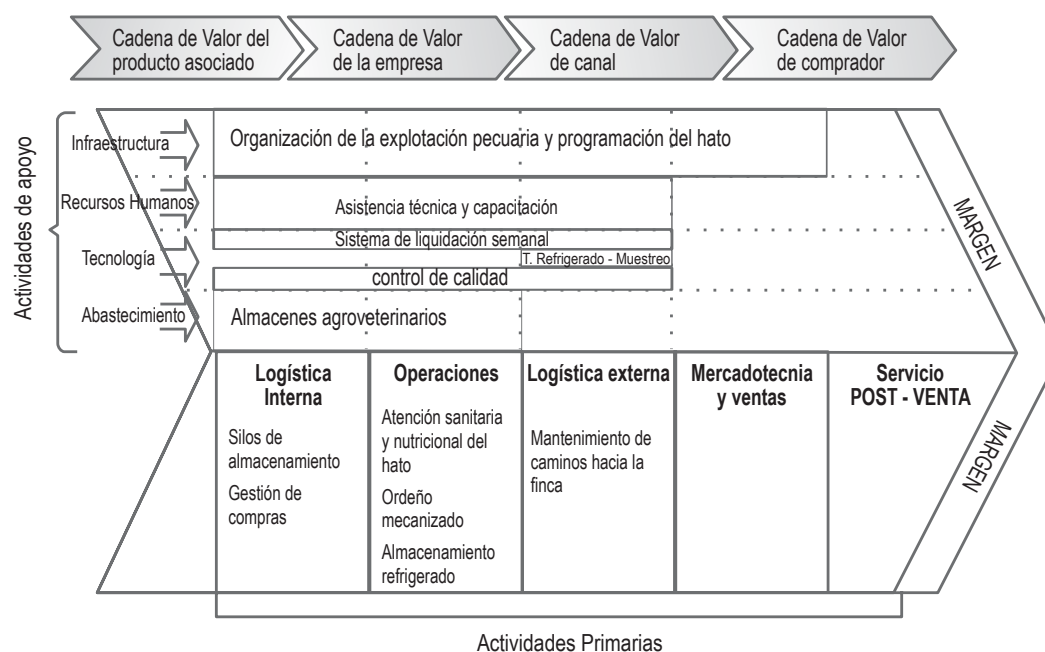 Cadena de Valor del
producto asociado
Cadena de Valor
de la empresa
Cadena de Valor
de canal
Cadena de Valor
de comprador
Actividades de apoyo
Infraestructura
Organización de la explotación pecuaria y programación del hato
Recursos Humanos
Asistencia técnica y capacitación
Sistema de liquidación semanal
Tecnología
T. Refrigerado - Muestreo
control de calidad
Abastecimiento
Almacenes agroveterinarios
MARGEN
Logística
Interna
Silos de
almacenamiento
Gestión de
compras
Operaciones
Atención sanitaria
y nutricional del
hato
Ordeño
mecanizado
Almacenamiento
refrigerado
Logística externa
Mantenimiento de
caminos hacia la
finca
Mercadotecnia
y ventas
Servicio
POST - VENTA
MARGEN
Actividades Primarias